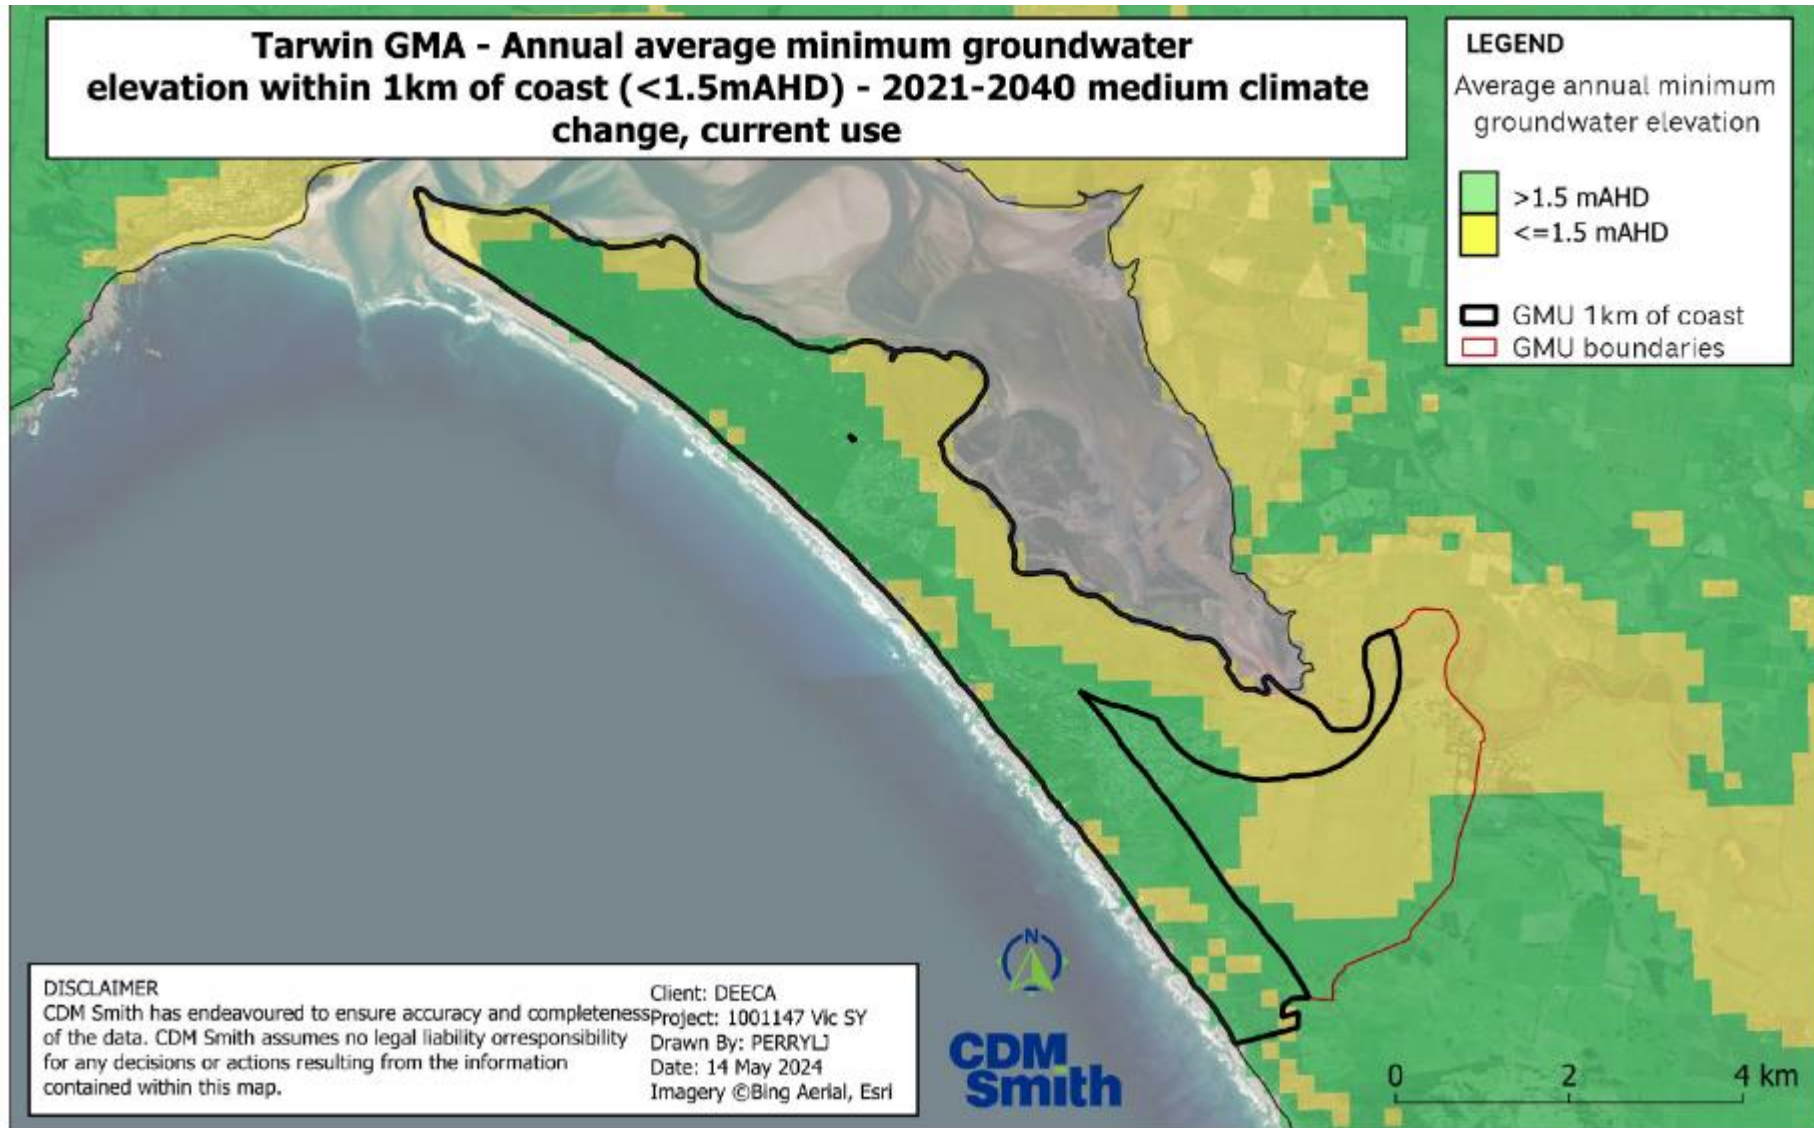 Tarwin GMA - Annual average minimum groundwater
elevation within 1km of coast (<1.5mAHD) - 2021-2040 medium climate
change, current use
LEGEND
Average annual minimum
groundwater elevation
>1.5 mAHD
<=1.5 mAHD
GMU 1km of coast
GMU boundaries
DISCLAIMER
CDM Smith has endeavoured to ensure accuracy and completeness
of the data. CDM Smith assumes no legal liability orresponsibility
for any decisions or actions resulting from the information
contained within this map.
Client: DEECA
Project: 1001147 Vic SY
Drawn By: PERRYLJ
Date: 14 May 2024
Imagery ©Bing Aerial, Esri
N
CDM
Smith
0 2 4 km